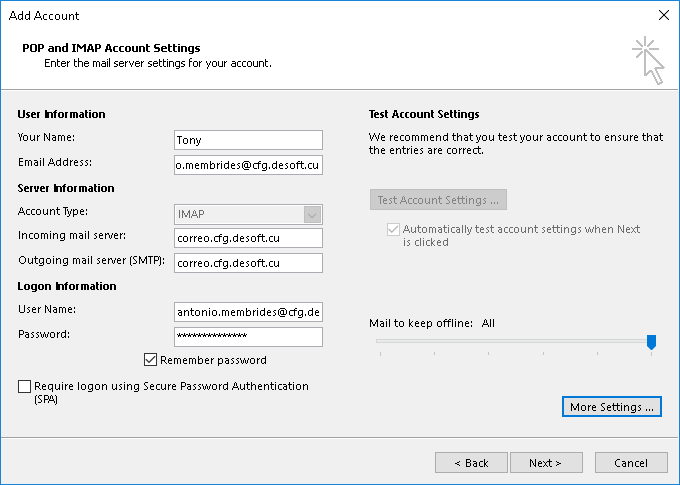 Add Account
POP and IMAP Account Settings
Enter the mail server settings for your account.
User Information
Your Name:
Tony
Email Address:
o.membrides@cfg.desoft.cu
Server Information
Account Type:
IMAP
Incoming mail server:
correo.cfg.desoft.cu
Outgoing mail server (SMTP):
correo.cfg.desoft.cu
Logon Information
User Name:
antonio.membrides@cfg.de
Password:
**************
Remember password
Require logon using Secure Password Authentication
(SPA)
Test Account Settings
We recommend that you test your account to ensure that
the entries are correct.
Test Account Settings ...
Automatically test account settings when Next
is clicked
Mail to keep offline: All
More Settings ...
< Back
Next >
Cancel